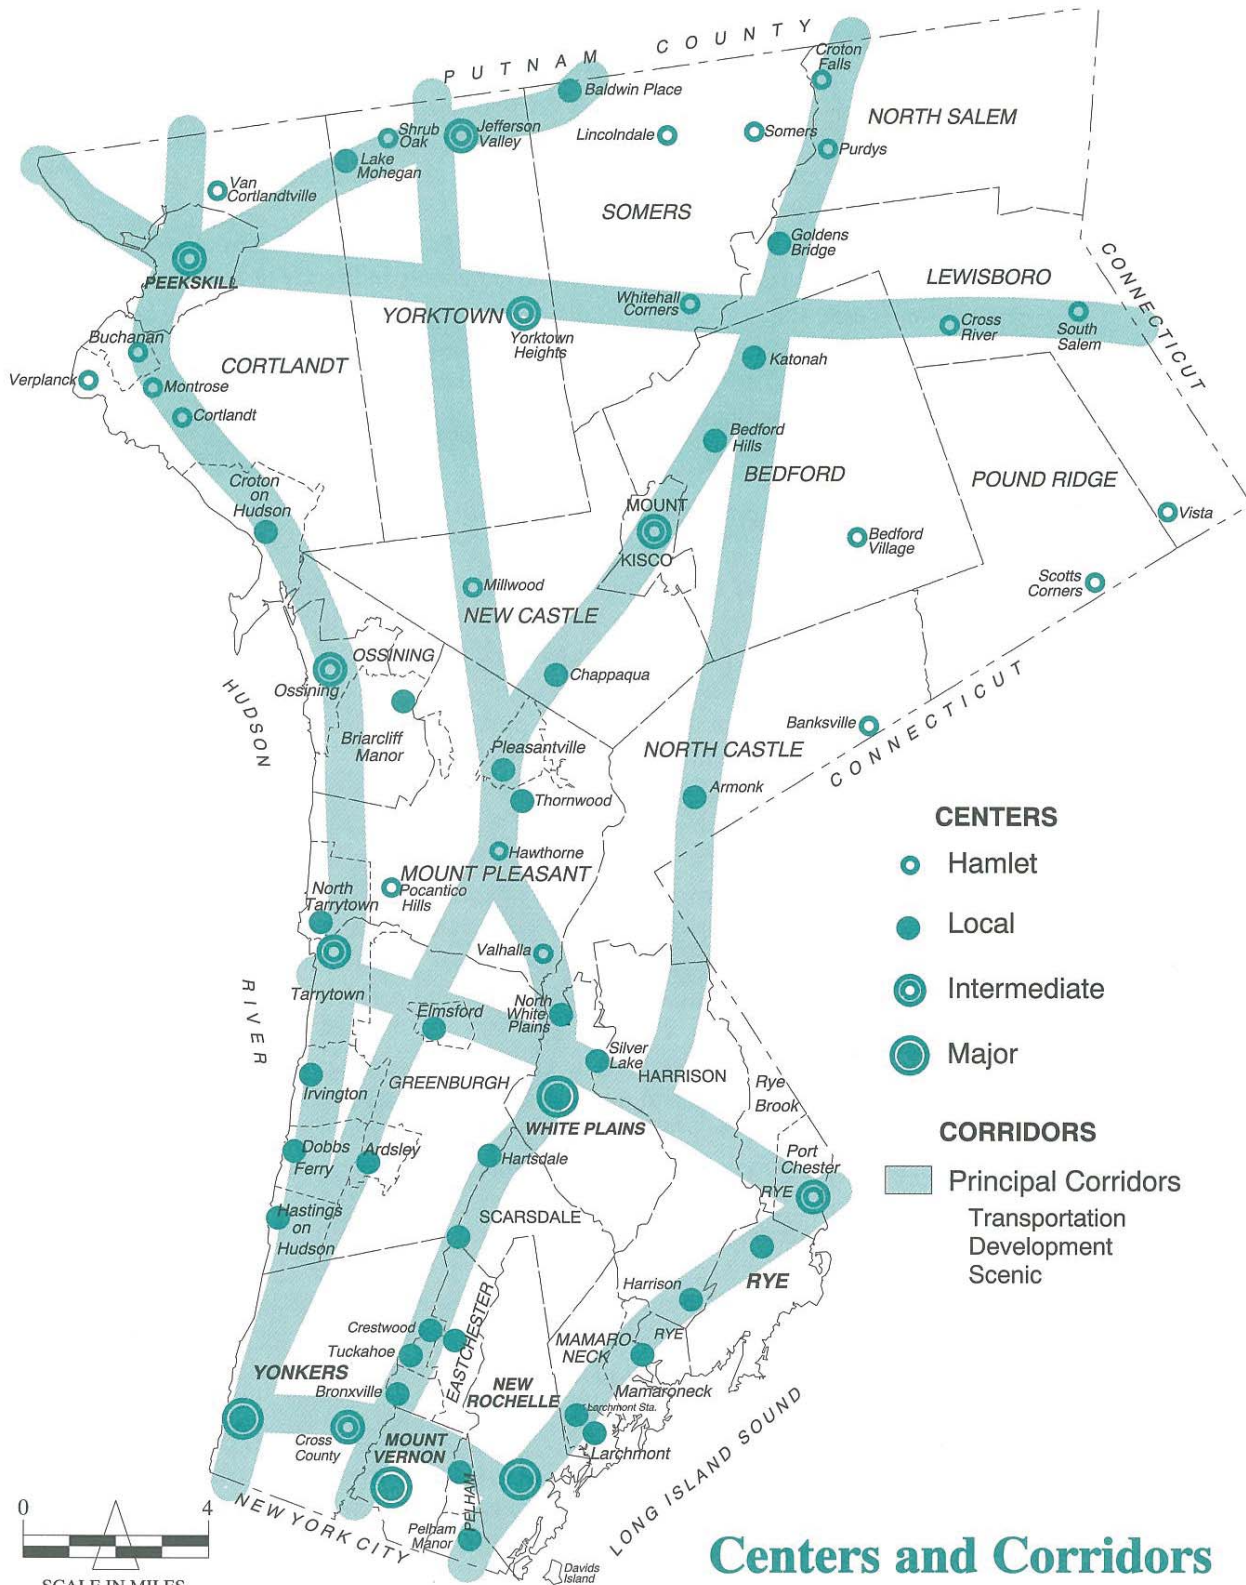 PUTNAM COUNTY
Croton
Falls
Baldwin Place
NORTH SALEM
Shrub
Oak
Jefferson
Valley
Lincolndale
Somers
Purdys
Lake
Mohegan
Van
Cortlandtville
SOMERS
Goldens
Bridge
CONNECTICUT
PEEKSKILL
LEWISBORO
Whitehall
Corners
YORKTOWN
Yorktown
Heights
Cross
River
South
Salem
Buchanan
CORTLANDT
Katonah
Verplanck
Montrose
Cortlandt
Bedford
Hills
BEDFORD
POUND RIDGE
Croton
on
Hudson
MOUNT
KISCO
Vista
Bedford
Village
Scotts
Corners
Millwood
NEW CASTLE
OSSINING
Ossining
Chappaqua
HUDSON
RIVER
Briarcliff
Manor
Banksville
CONNECTICUT
Pleasantville
NORTH CASTLE
Thornwood
Armonk
Hawthorne
MOUNT PLEASANT
Pocantico
Hills
North
Tarrytown
Valhalla
Tarrytown
Elmsford
North
White
Plains
Silver
Lake
HARRISON
Rye
Brook
Irvington
GREENBURGH
WHITE PLAINS
Dobbs
Ferry
Ardsley
Hartsdale
Port
Chester
RYE
Hastings
on
Hudson
SCARSDALE
Harrison
RYE
Crestwood
EASTCHESTER
MAMARO-
NECK
RYE
Tuckahoe
YONKERS
Bronxville
NEW
ROCHELLE
Mamaroneck
Larchmont Sta.
Larchmont
Cross
County
MOUNT
VERNON
PELHAM
LONG ISLAND SOUND
NEW YORK CITY
Pelham
Manor
Davids
Island
CENTERS
Hamlet
Local
Intermediate
Major
CORRIDORS
Principal Corridors
Transportation
Development
Scenic
0 4
SCALE IN MILES
Centers and Corridors